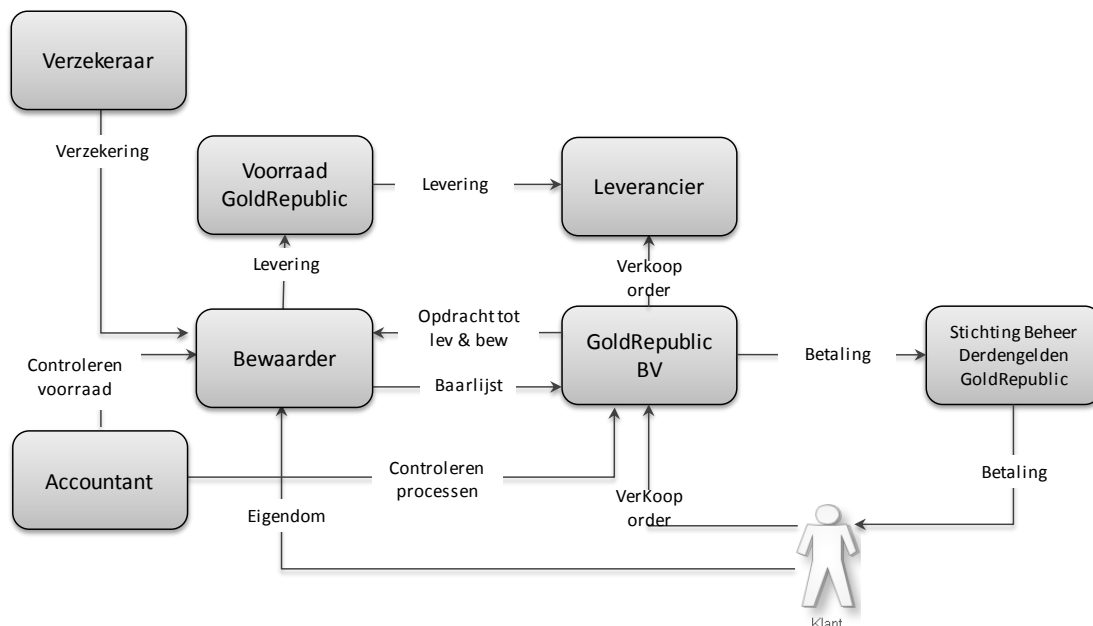 Verzekeraar
Verzekering
Voorraad
GoldRepublic
Levering
Leverancier
Levering
Verkoop
order
Bewaarder
Opdracht tot
lev & bew
GoldRepublic
BV
Betaling
Stichting Beheer
Derdengelden
GoldRepublic
Controleren
voorraad
Baarlijst
Accountant
Controleren
processen
Betaling
Eigendom
Verkoop
order
Klant